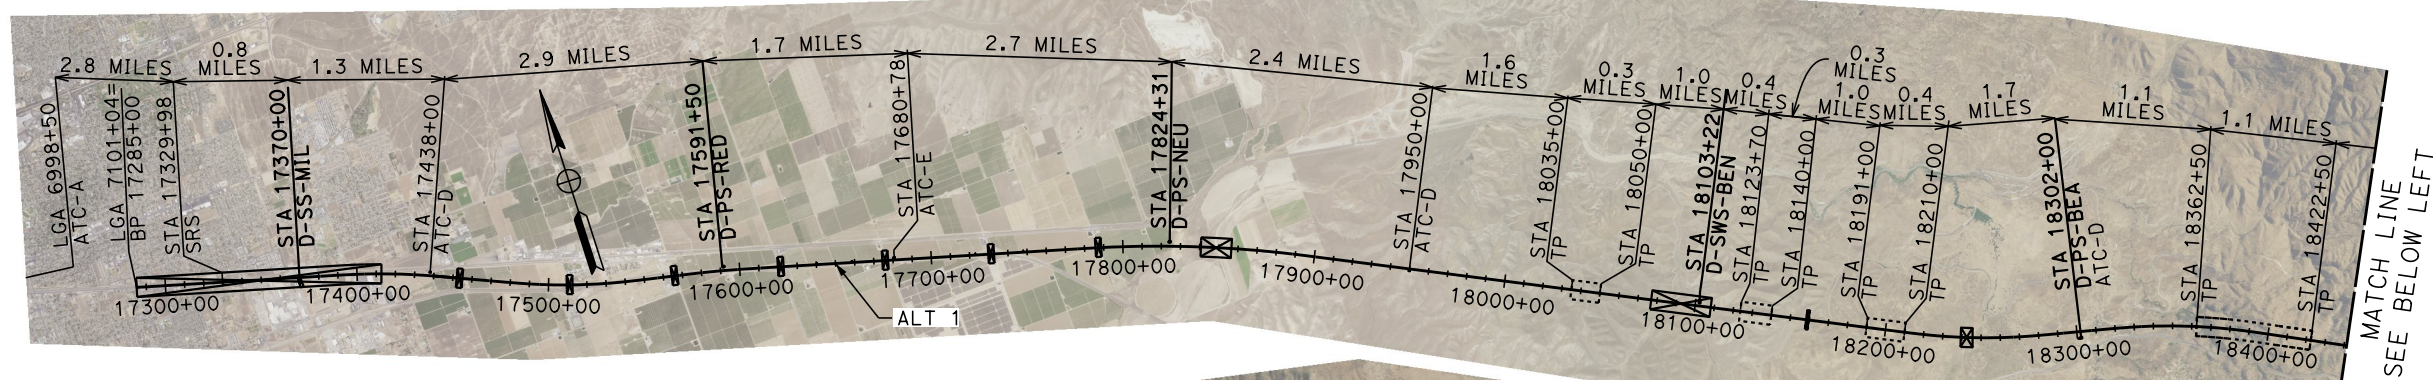 2.8 MILES
0.8
MILES
1.3 MILES
2.9 MILES
1.7 MILES
2.7 MILES
2.4 MILES
1.6
MILES
0.3
MILES
1.0
MILES
0.4
MILES
0.3
MILES
1.0
MILES
0.4
MILES
1.7
MILES
1.1
MILES
1.1 MILES
LGA 6998+50
ATC-A
LGA 7101+04=
BP 17285+00
STA 17329+98
SRS
STA 17370+00
D-SS-MIL
STA 17438+00
ATC-D
STA 17591+50
D-PS-RED
STA 17680+78
ATC-E
STA 17824+31
D-PS-NEU
STA 17950+00
ATC-D
STA 18035+00
TP
STA 18050+00
TP
STA 18103+22
D-SWS-BEN
STA 18123+70
TP
STA 18140+00
TP
STA 18191+00
TP
STA 18210+00
TP
STA 18302+00
D-PS-BEA
ATC-D
STA 18362+50
TP
STA 18422+50
TP
MATCH LINE
SEE BELOW LEFT
17300+00
17400+00
17500+00
17600+00
17700+00
17800+00
17900+00
18000+00
18100+00
18200+00
18300+00
18400+00
ALT 1